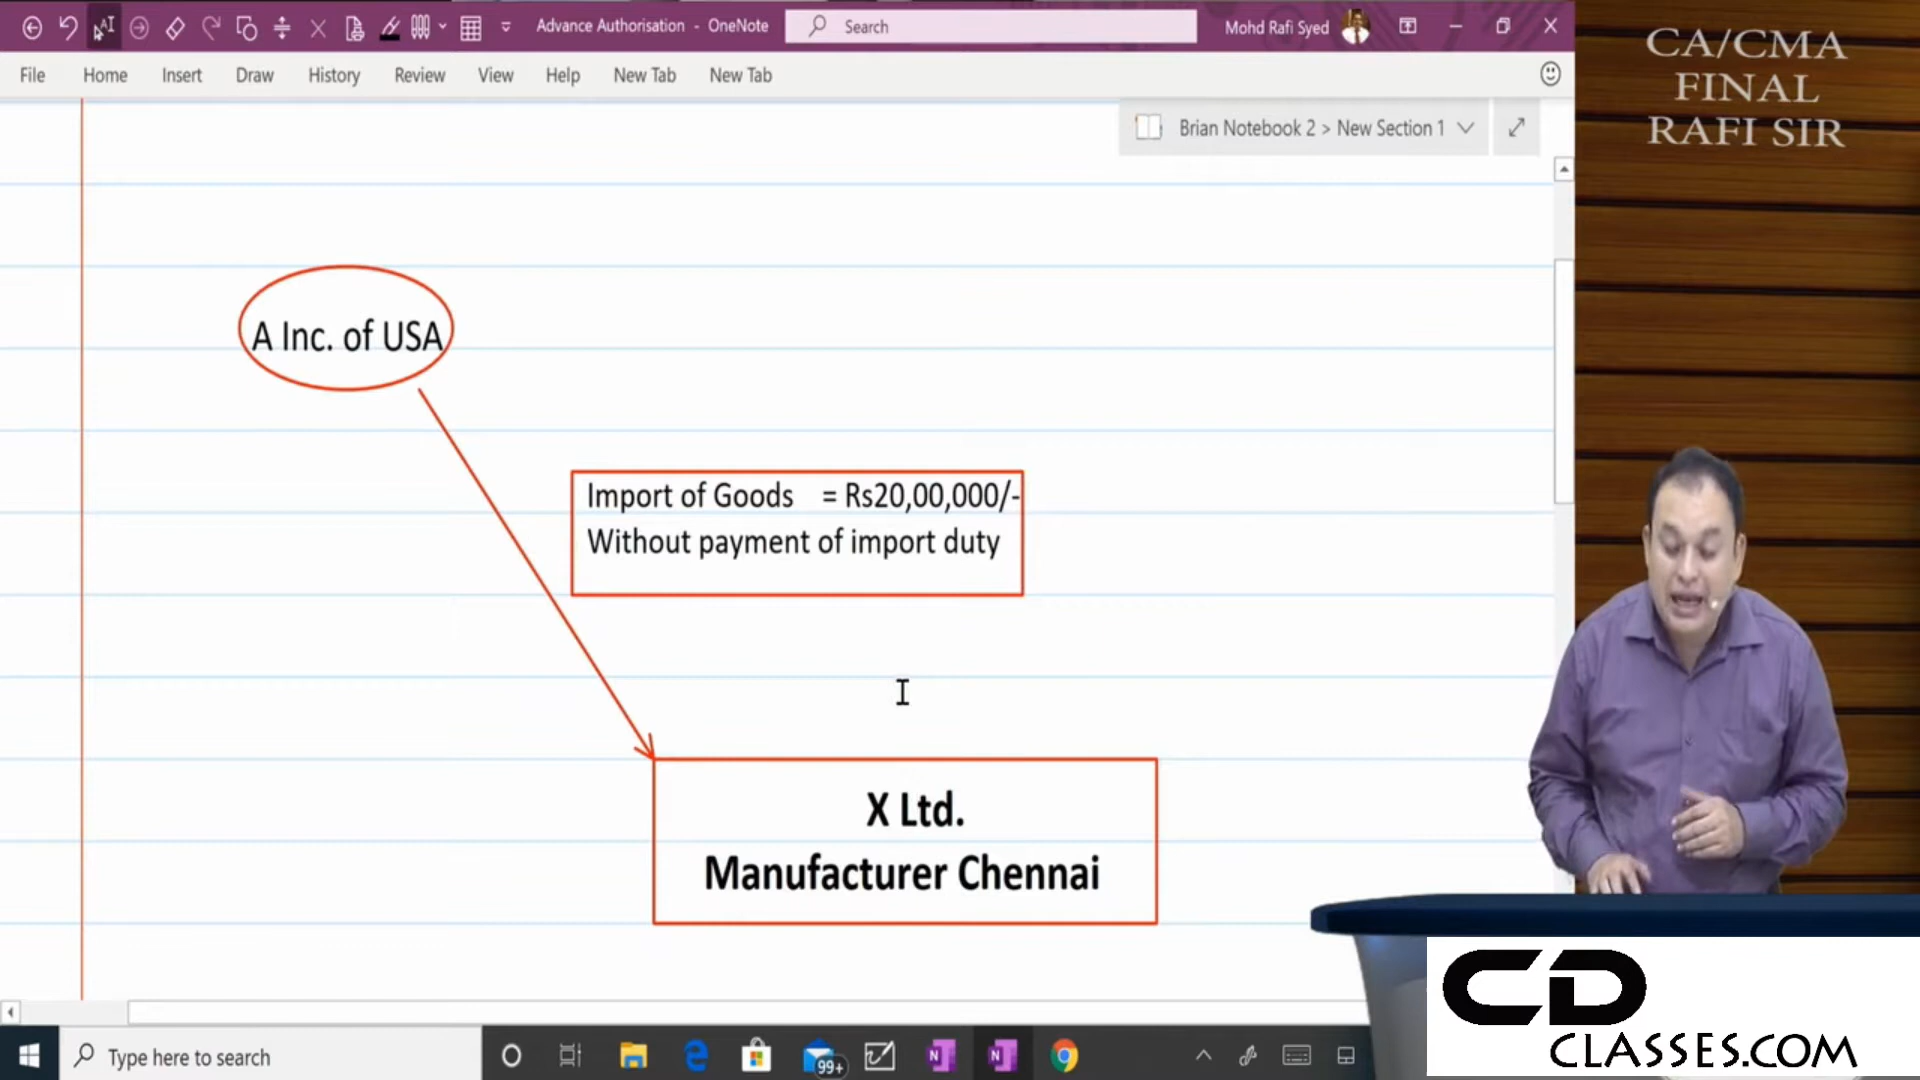 Advance Authorisation - OneNote
Search
Mohd Rafi Syed
File Home Insert Draw History Review View Help New Tab New Tab
Brian Notebook 2 > New Section 1
A Inc. of USA
Import of Goods = Rs20,00,000/-
Without payment of import duty
X Ltd.
Manufacturer Chennai
Type here to search
99+
CA/CMA
FINAL
RAFI SIR
CD
CLASSES.COM